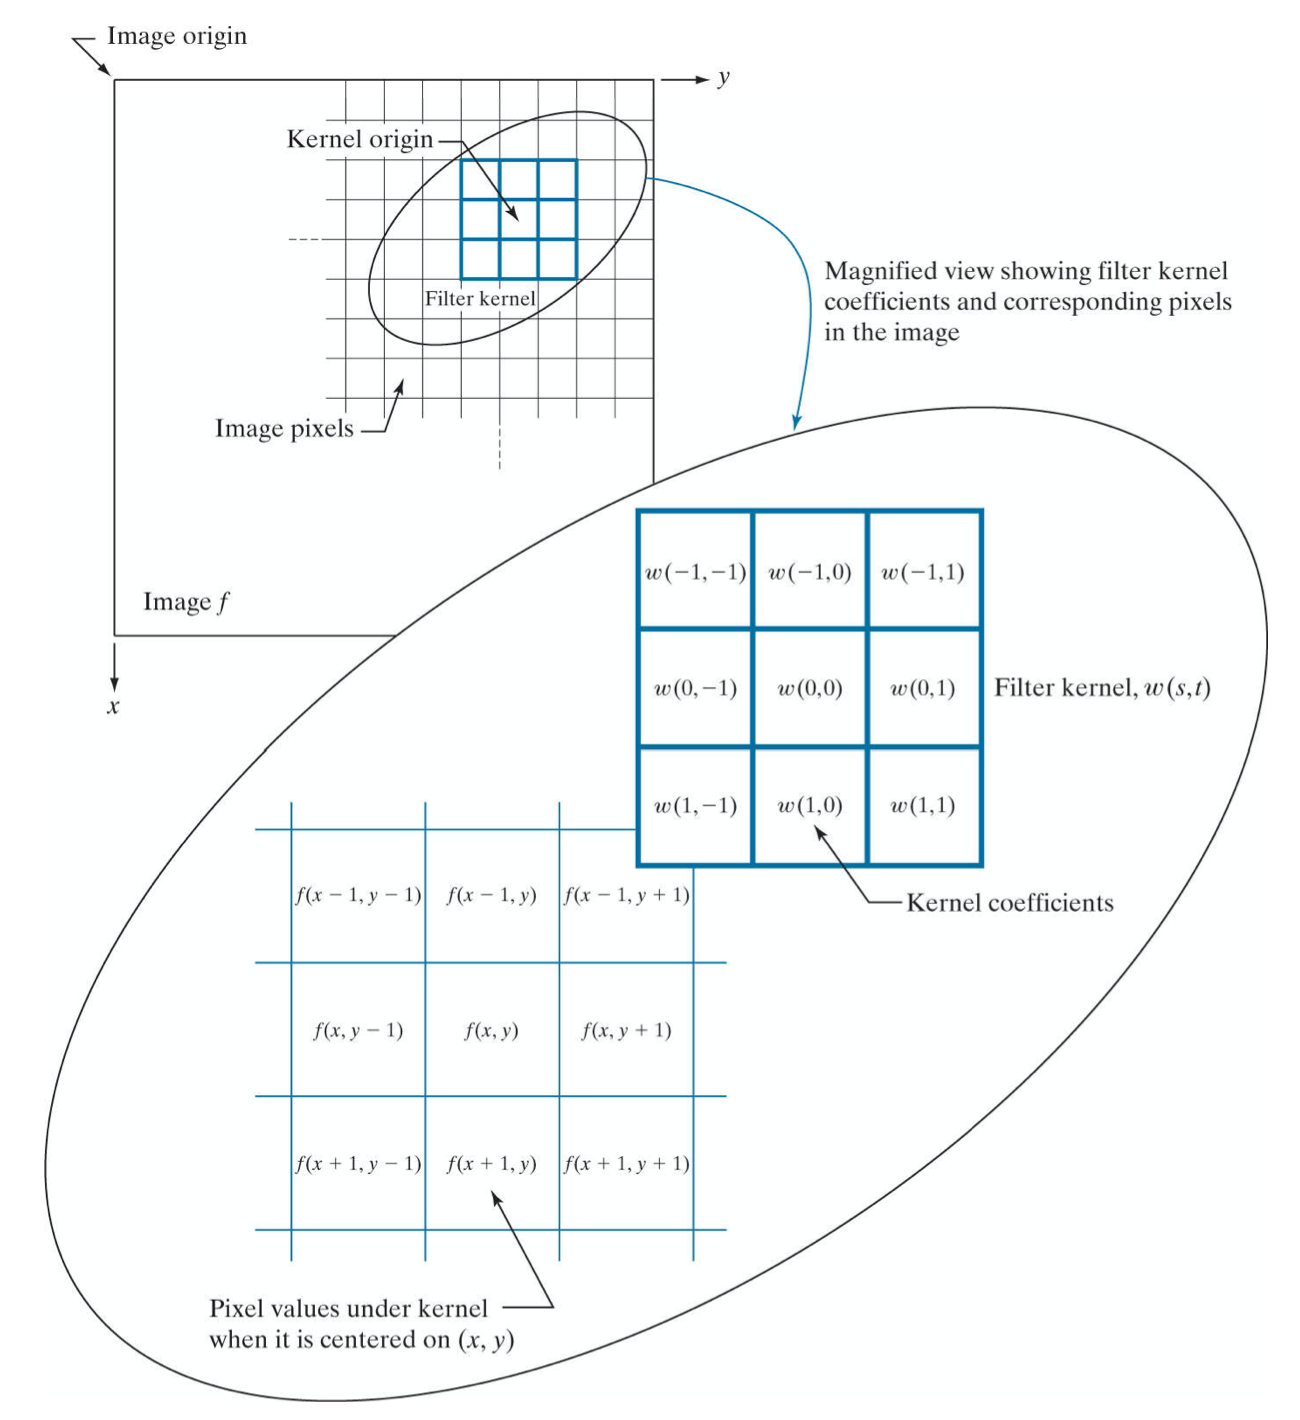 Image origin
y
Kernel origin
Magnified view showing filter kernel
coefficients and corresponding pixels
in the image
Filter kernel
Image pixels
Image f
x
w(−1,−1) w(−1,0) w(−1,1)
w(0,−1) w(0,0) w(0,1)
Filter kernel, w(s,t)
w(1,−1) w(1,0) w(1,1)
Kernel coefficients
f(x − 1, y − 1) f(x − 1, y) f(x − 1, y + 1)
f(x, y − 1) f(x, y) f(x, y + 1)
f(x + 1, y − 1) f(x + 1, y) f(x + 1, y + 1)
Pixel values under kernel
when it is centered on (x, y)